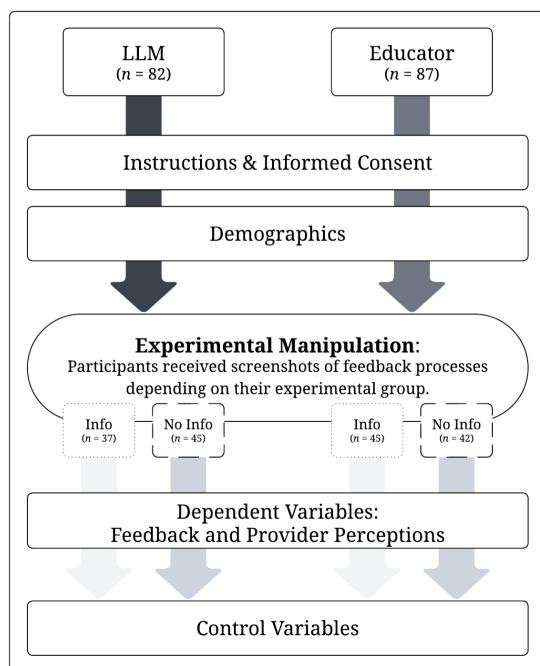 LLM
(n = 82)
Educator
(n = 87)
Instructions & Informed Consent
Demographics
Experimental Manipulation:
Participants received screenshots of feedback processes
depending on their experimental group.
Info
(n = 37)
No Info
(n = 45)
Info
(n = 45)
No Info
(n = 42)
Dependent Variables:
Feedback and Provider Perceptions
Control Variables